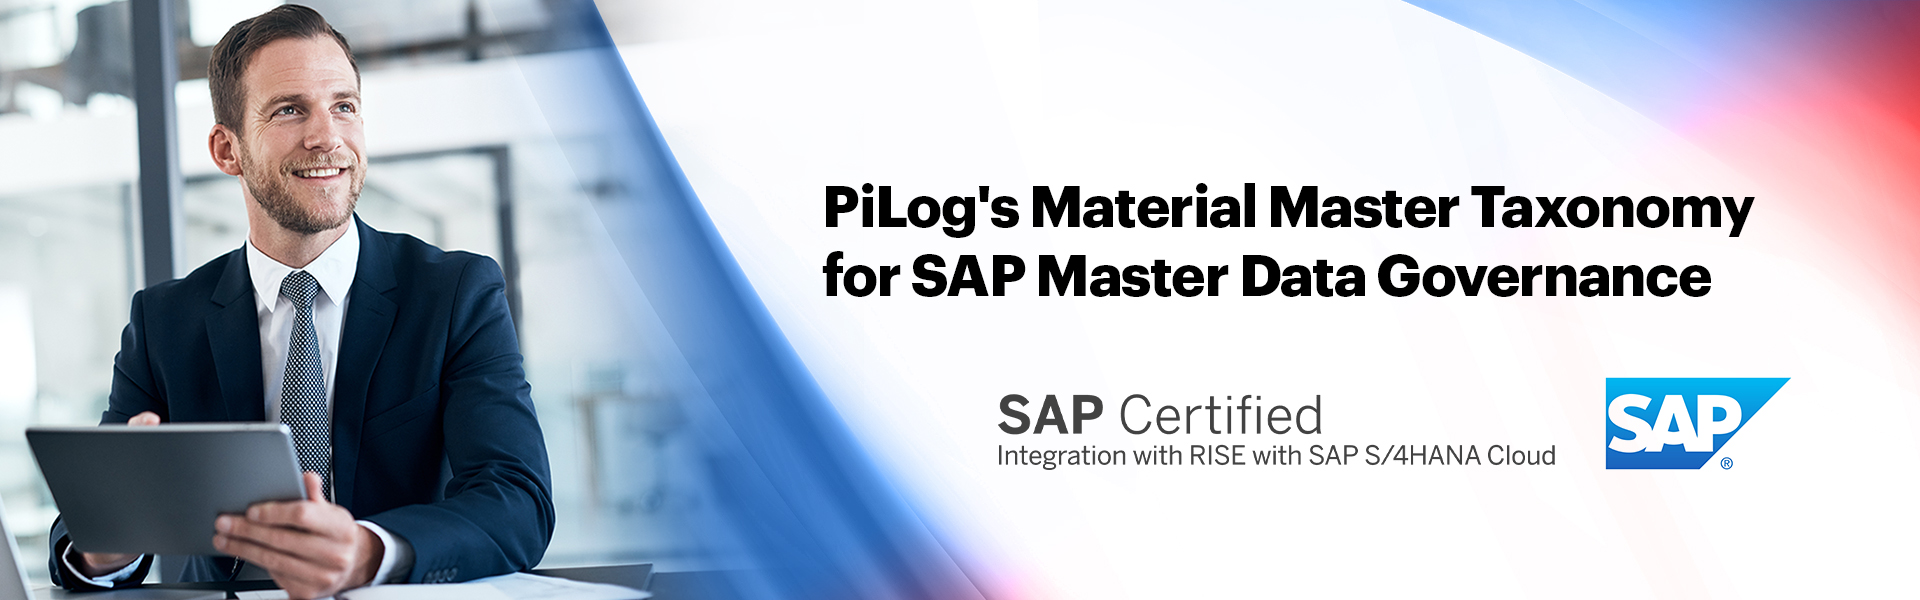 PiLog's Material Master Taxonomy
for SAP Master Data Governance
SAP Certified
Integration with RISE with SAP S/4HANA Cloud
SAP®